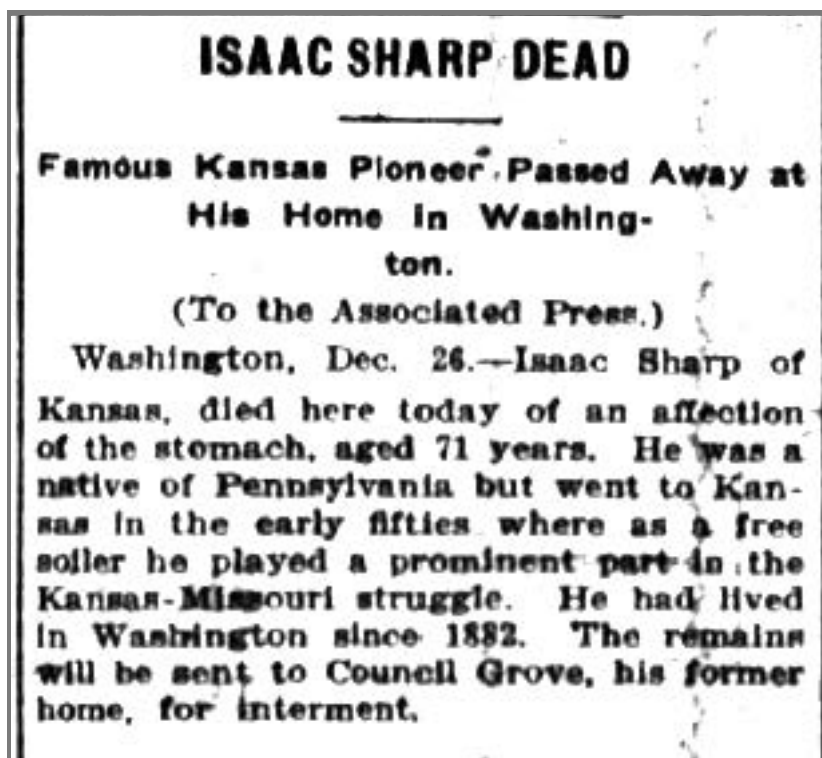 ISAAC SHARP DEAD
Famous Kansas Pioneer Passed Away at
His Home in Washing-
ton.
(To the Associated Press.)
Washington, Dec. 26.—Isaac Sharp of
Kansas, died here today of an affection
of the stomach, aged 71 years. He was a
native of Pennsylvania but went to Kan-
sas in the early fifties where as a free
soiler he played a prominent part in the
Kansas-Missouri struggle. He had lived
in Washington since 1882. The remains
will be sent to Council Grove, his former
home, for interment.